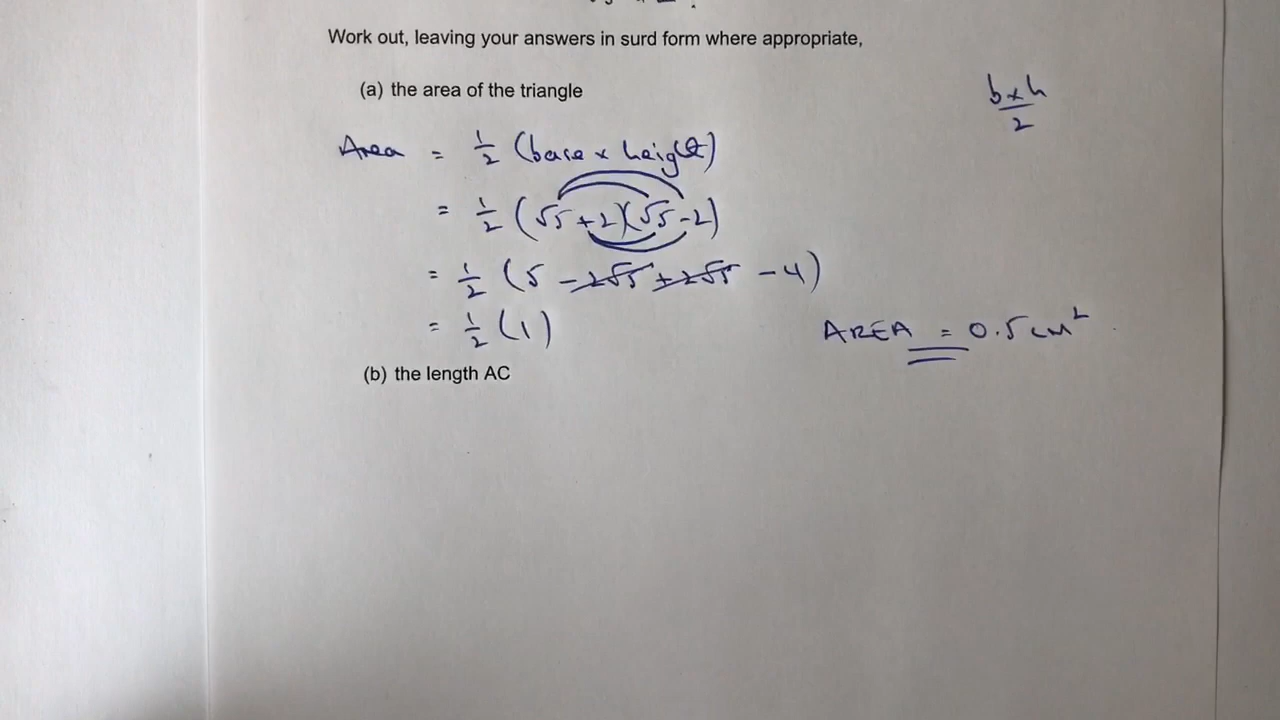 Work out, leaving your answers in surd form where appropriate,
(a) the area of the triangle
b × h
2
Area = ½ (base × height)
= ½ (√5 + 2)(√5 - 2)
= ½ (5 - 2√5 + 2√5 - 4)
= ½ (1)
AREA = 0.5 cm²
(b) the length AC